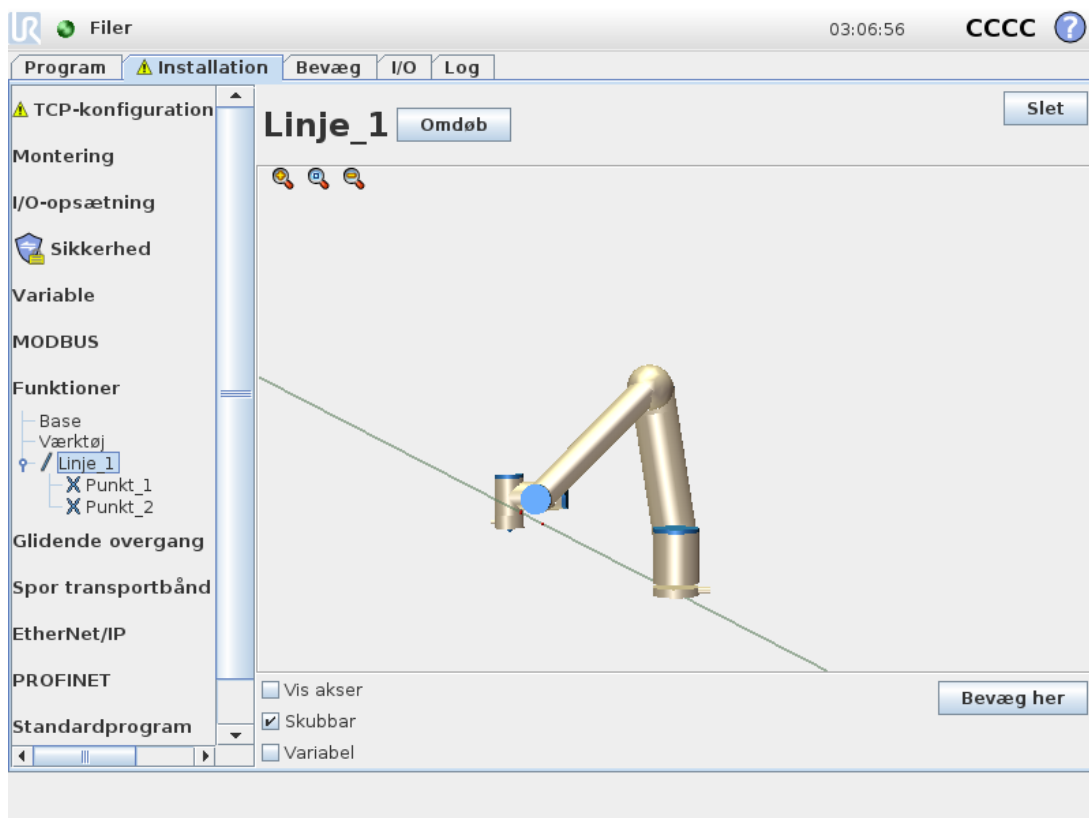 UR Filer 03:06:56 CCCC ?
Program Installation Bevæg I/O Log
TCP-konfiguration
Montering
I/O-opsætning
Sikkerhed
Variable
MODBUS
Funktioner
Base
Værktøj
Linje_1
Punkt_1
Punkt_2
Glidende overgang
Spor transportbånd
EtherNet/IP
PROFINET
Standardprogram
Linje_1 Omdøb Slet
Vis akser
Skubbar
Variabel
Bevæg her